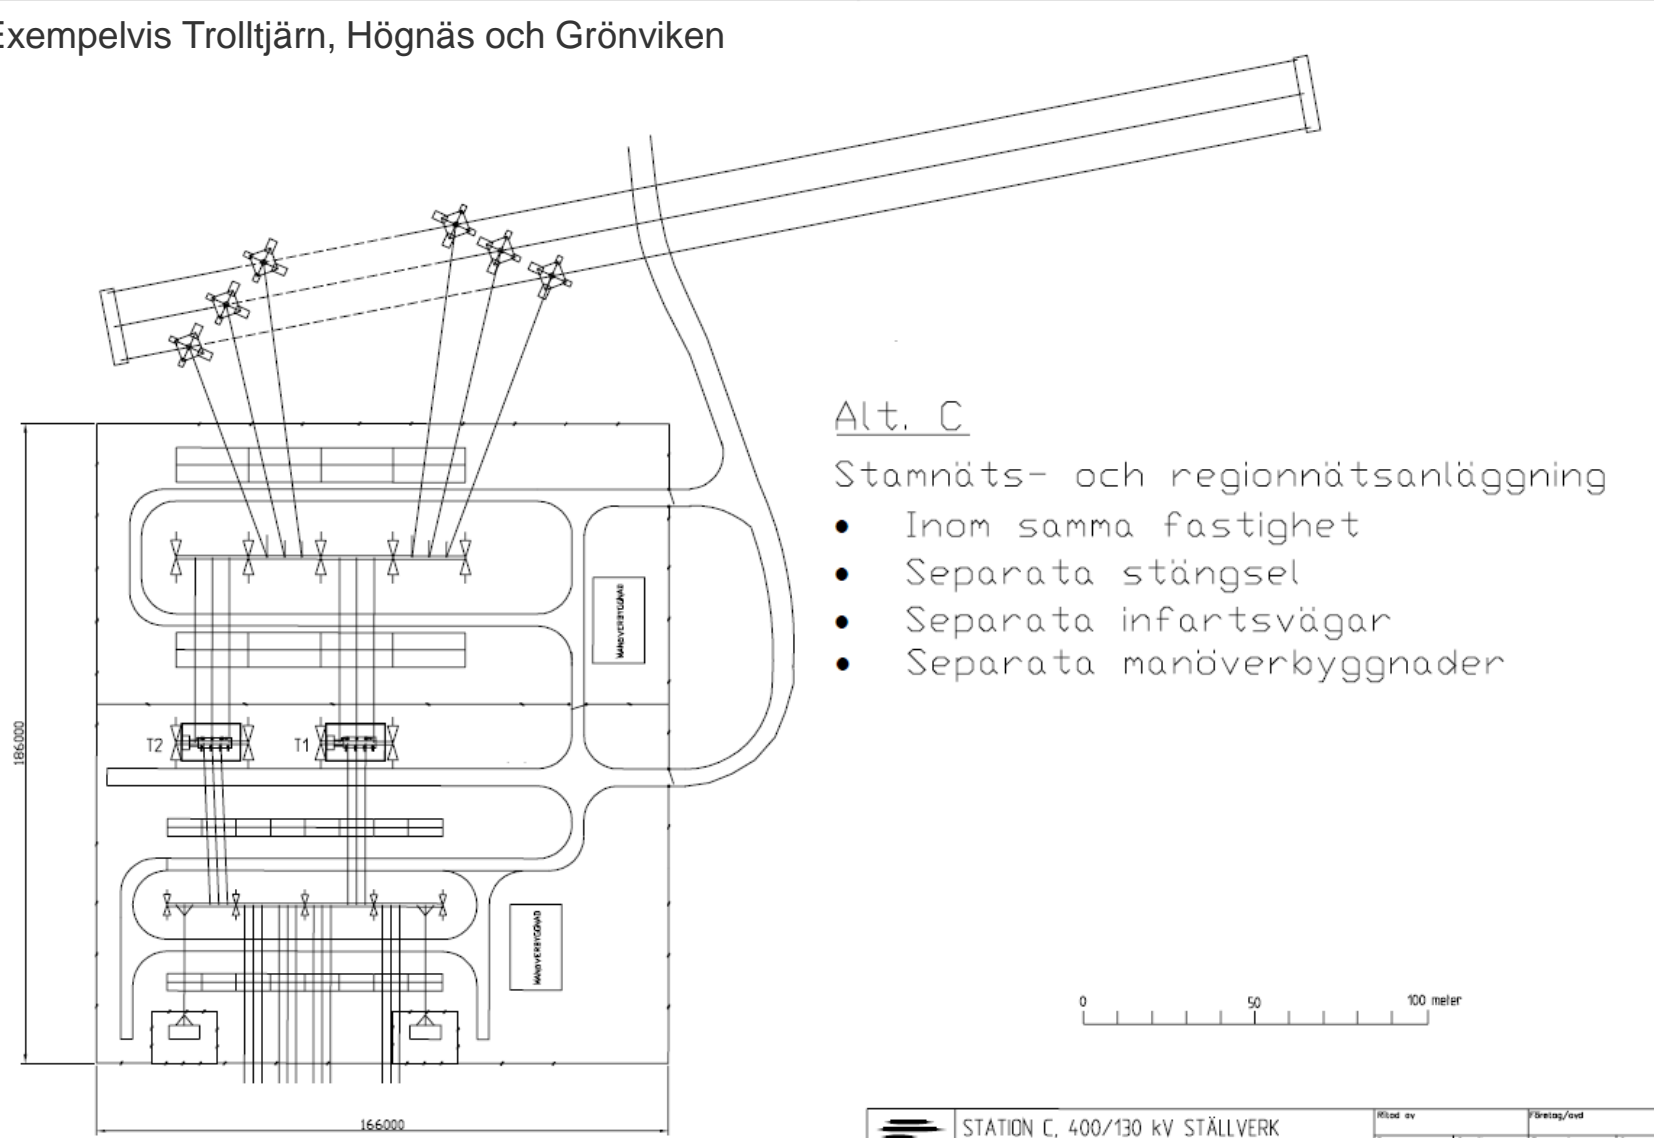 Exempelvis Trolltjärn, Högnäs och Grönviken
Alt. C
Stamnäts- och regionnätsanläggning
• Inom samma fastighet
• Separata stängsel
• Separata infartsvägar
• Separata manöverbyggnader
MANÖVERBYGGNAD
T2
T1
186000
MANÖVERBYGGNAD
0 50 100 meter
166000
STATION C, 400/130 kV STÄLLVERK
Ritad av
Företag/avd